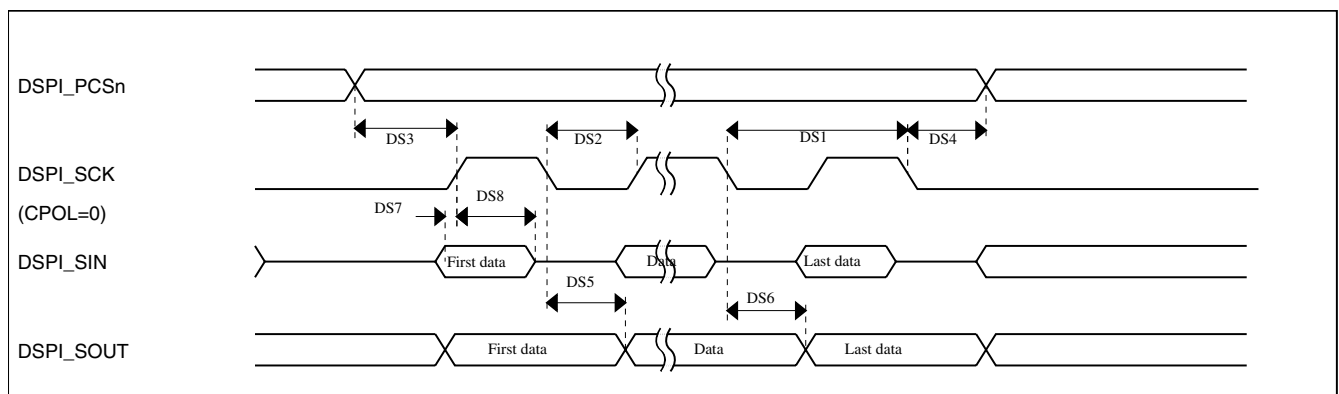 DSPI_PCSn
DS3
DS2
DS1
DS4
DSPI_SCK
(CPOL=0)
DS7
DS8
DSPI_SIN
First data
Data
Last data
DS5
DS6
DSPI_SOUT
First data
Data
Last data